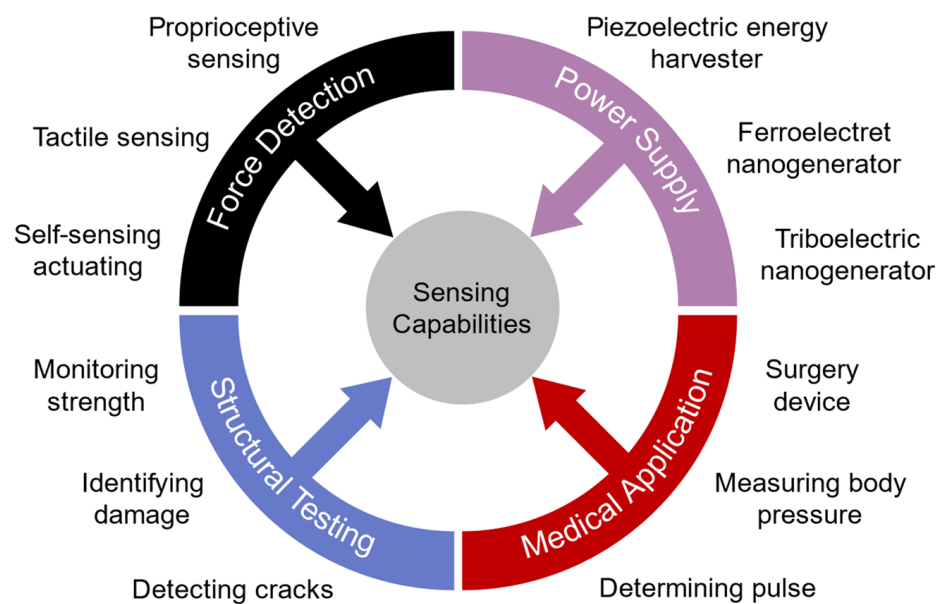 Proprioceptive
sensing
Tactile sensing
Self-sensing
actuating
Force Detection
Piezoelectric energy
harvester
Ferroelectret
nanogenerator
Triboelectric
nanogenerator
Power Supply
Sensing
Capabilities
Monitoring
strength
Identifying
damage
Detecting cracks
Structural Testing
Surgery
device
Measuring body
pressure
Determining pulse
Medical Application